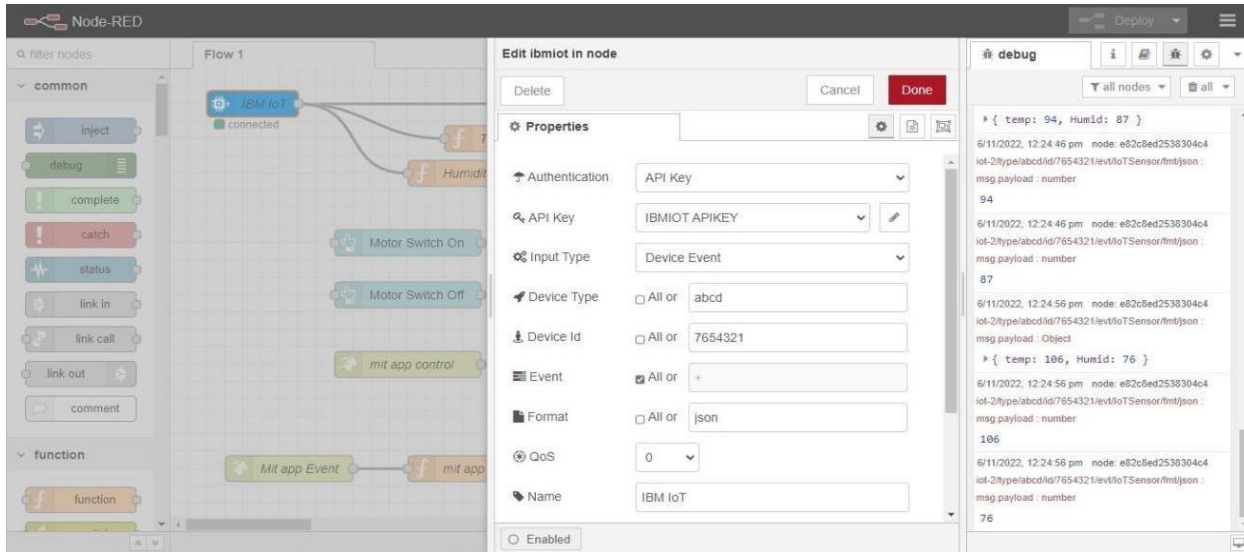 Node-RED
Deploy
filter nodes
common
inject
debug
complete
catch
status
link in
link call
link out
comment
function
function
Flow 1
IBM IoT
connected
Humidit
Motor Switch On
Motor Switch Off
mit app control
Mit app Event
mit app
Edit ibmiot in node
Delete
Cancel
Done
Properties
Authentication
API Key
API Key
IBMIOT APIKEY
Input Type
Device Event
Device Type
All or
abcd
Device Id
All or
7654321
Event
All or
+
Format
All or
json
QoS
0
Name
IBM IoT
Enabled
debug
i
all nodes
all
{ temp: 94, Humid: 87 }
6/11/2022, 12:24:46 pm node: e82c8ed2538304c4
iot-2/type/abcd/id/7654321/evt/IoTSensor/fmt/json :
msg.payload : number
94
6/11/2022, 12:24:46 pm node: e82c8ed2538304c4
iot-2/type/abcd/id/7654321/evt/IoTSensor/fmt/json :
msg.payload : number
87
6/11/2022, 12:24:56 pm node: e82c8ed2538304c4
iot-2/type/abcd/id/7654321/evt/IoTSensor/fmt/json :
msg.payload : Object
{ temp: 106, Humid: 76 }
6/11/2022, 12:24:56 pm node: e82c8ed2538304c4
iot-2/type/abcd/id/7654321/evt/IoTSensor/fmt/json :
msg.payload : number
106
6/11/2022, 12:24:56 pm node: e82c8ed2538304c4
iot-2/type/abcd/id/7654321/evt/IoTSensor/fmt/json :
msg.payload : number
76